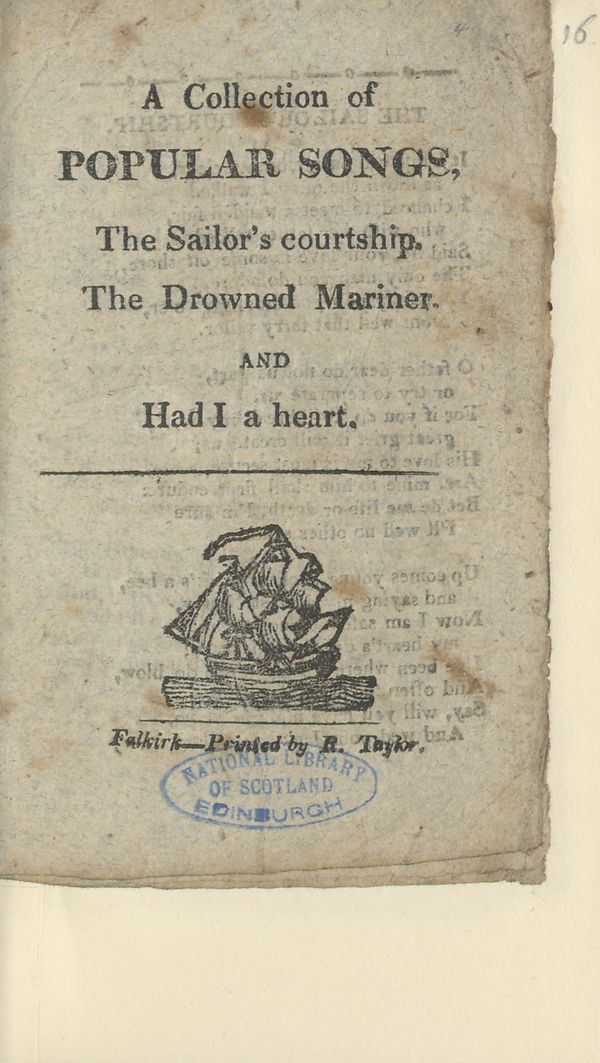 16
A Collection of
POPULAR SONGS,
The Sailor's courtship.
The Drowned Mariner.
AND
Had I a heart.
Falkirk—Printed by R. Taylor.
NATIONAL LIBRARY
OF SCOTLAND
EDINBURGH